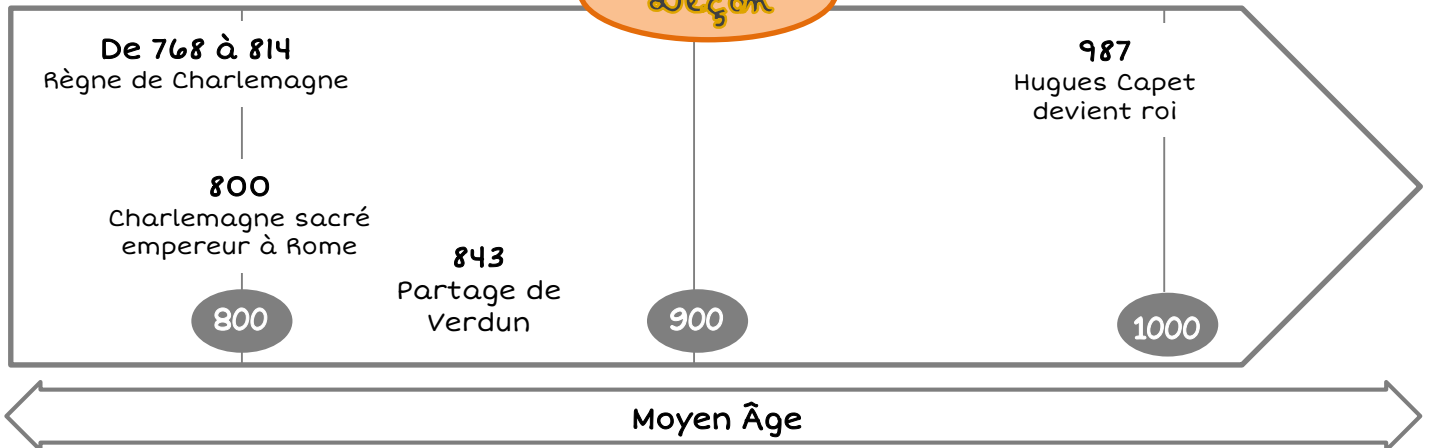 Leçon
De 768 à 814
Règne de Charlemagne
987
Hugues Capet
devient roi
800
Charlemagne sacré
empereur à Rome
843
Partage de
Verdun
800
900
1000
Moyen Âge